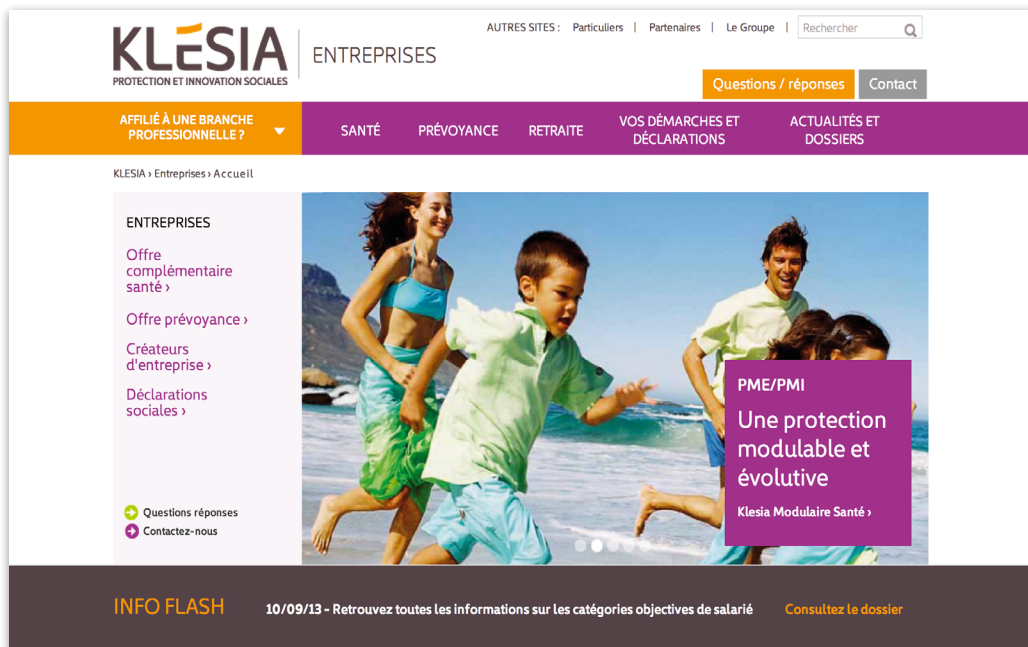 AUTRES SITES : Particuliers | Partenaires | Le Groupe | Rechercher
KLESIA
PROTECTION ET INNOVATION SOCIALES
ENTREPRISES
Questions / réponses
Contact
AFFILIÉ À UNE BRANCHE
PROFESSIONNELLE ?
SANTÉ
PRÉVOYANCE
RETRAITE
VOS DÉMARCHES ET
DÉCLARATIONS
ACTUALITÉS ET
DOSSIERS
KLESIA › Entreprises › Accueil
ENTREPRISES
Offre
complémentaire
santé ›
Offre prévoyance ›
Créateurs
d'entreprise ›
Déclarations
sociales ›
Questions réponses
Contactez-nous
PME/PMI
Une protection
modulable et
évolutive
Klesia Modulaire Santé ›
INFO FLASH
10/09/13 - Retrouvez toutes les informations sur les catégories objectives de salarié
Consultez le dossier